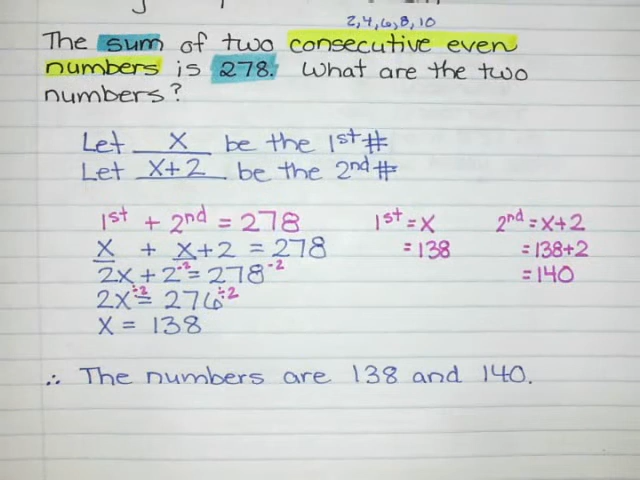 2,4,6,8,10
The sum of two consecutive even
numbers is 278. What are the two
numbers?
Let x be the 1st #
Let x+2 be the 2nd #
1st + 2nd = 278 1st = x 2nd = x+2
x + x+2 = 278 = 138 = 138+2
2x + 2 -2 = 278 -2 = 140
2x ÷2 = 276 ÷2
x = 138
∴ The numbers are 138 and 140.